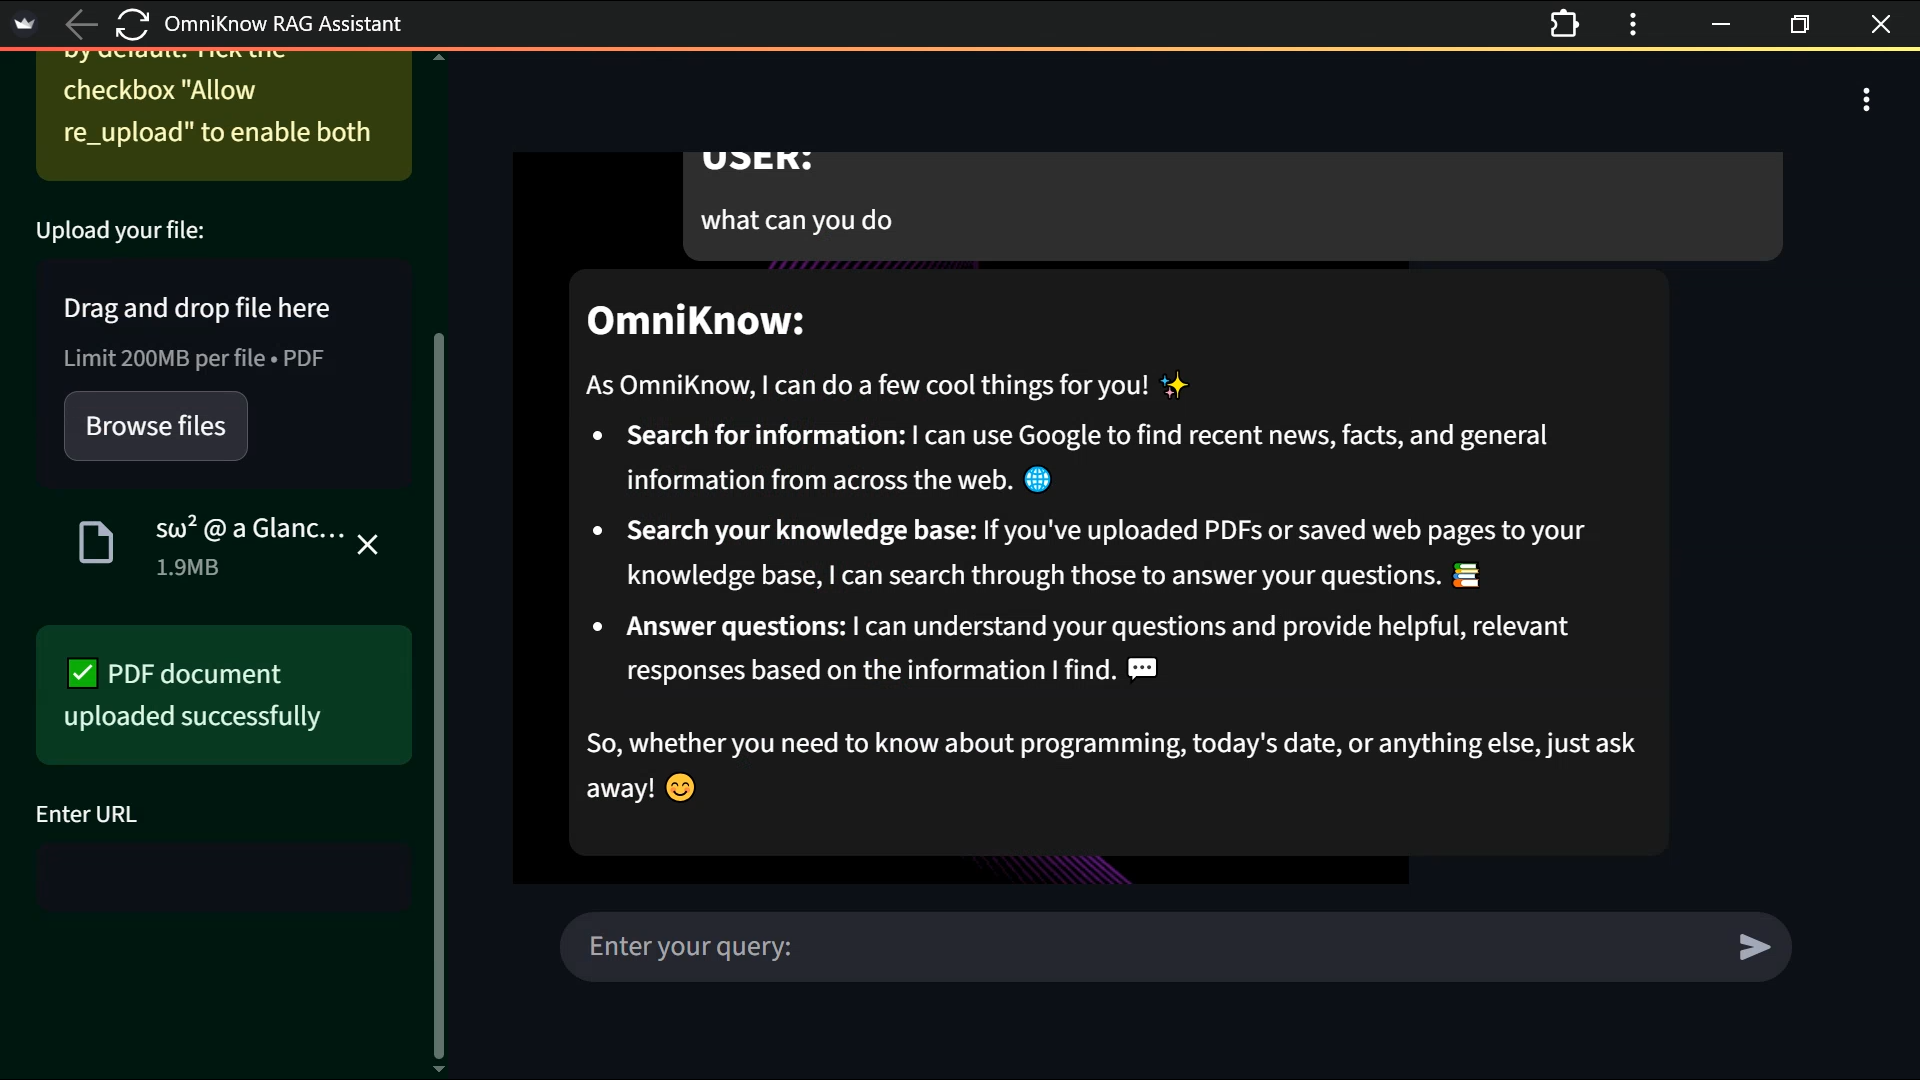 OmniKnow RAG Assistant
by default. Tick the
checkbox "Allow
re_upload" to enable both
Upload your file:
Drag and drop file here
Limit 200MB per file • PDF
Browse files
sω² @ a Glanc...
1.9MB
✅ PDF document
uploaded successfully
Enter URL
USER:
what can you do
OmniKnow:
As OmniKnow, I can do a few cool things for you! ✨
• Search for information: I can use Google to find recent news, facts, and general
information from across the web. 🌐
• Search your knowledge base: If you've uploaded PDFs or saved web pages to your
knowledge base, I can search through those to answer your questions. 📚
• Answer questions: I can understand your questions and provide helpful, relevant
responses based on the information I find. 💬
So, whether you need to know about programming, today's date, or anything else, just ask
away! 😊
Enter your query: